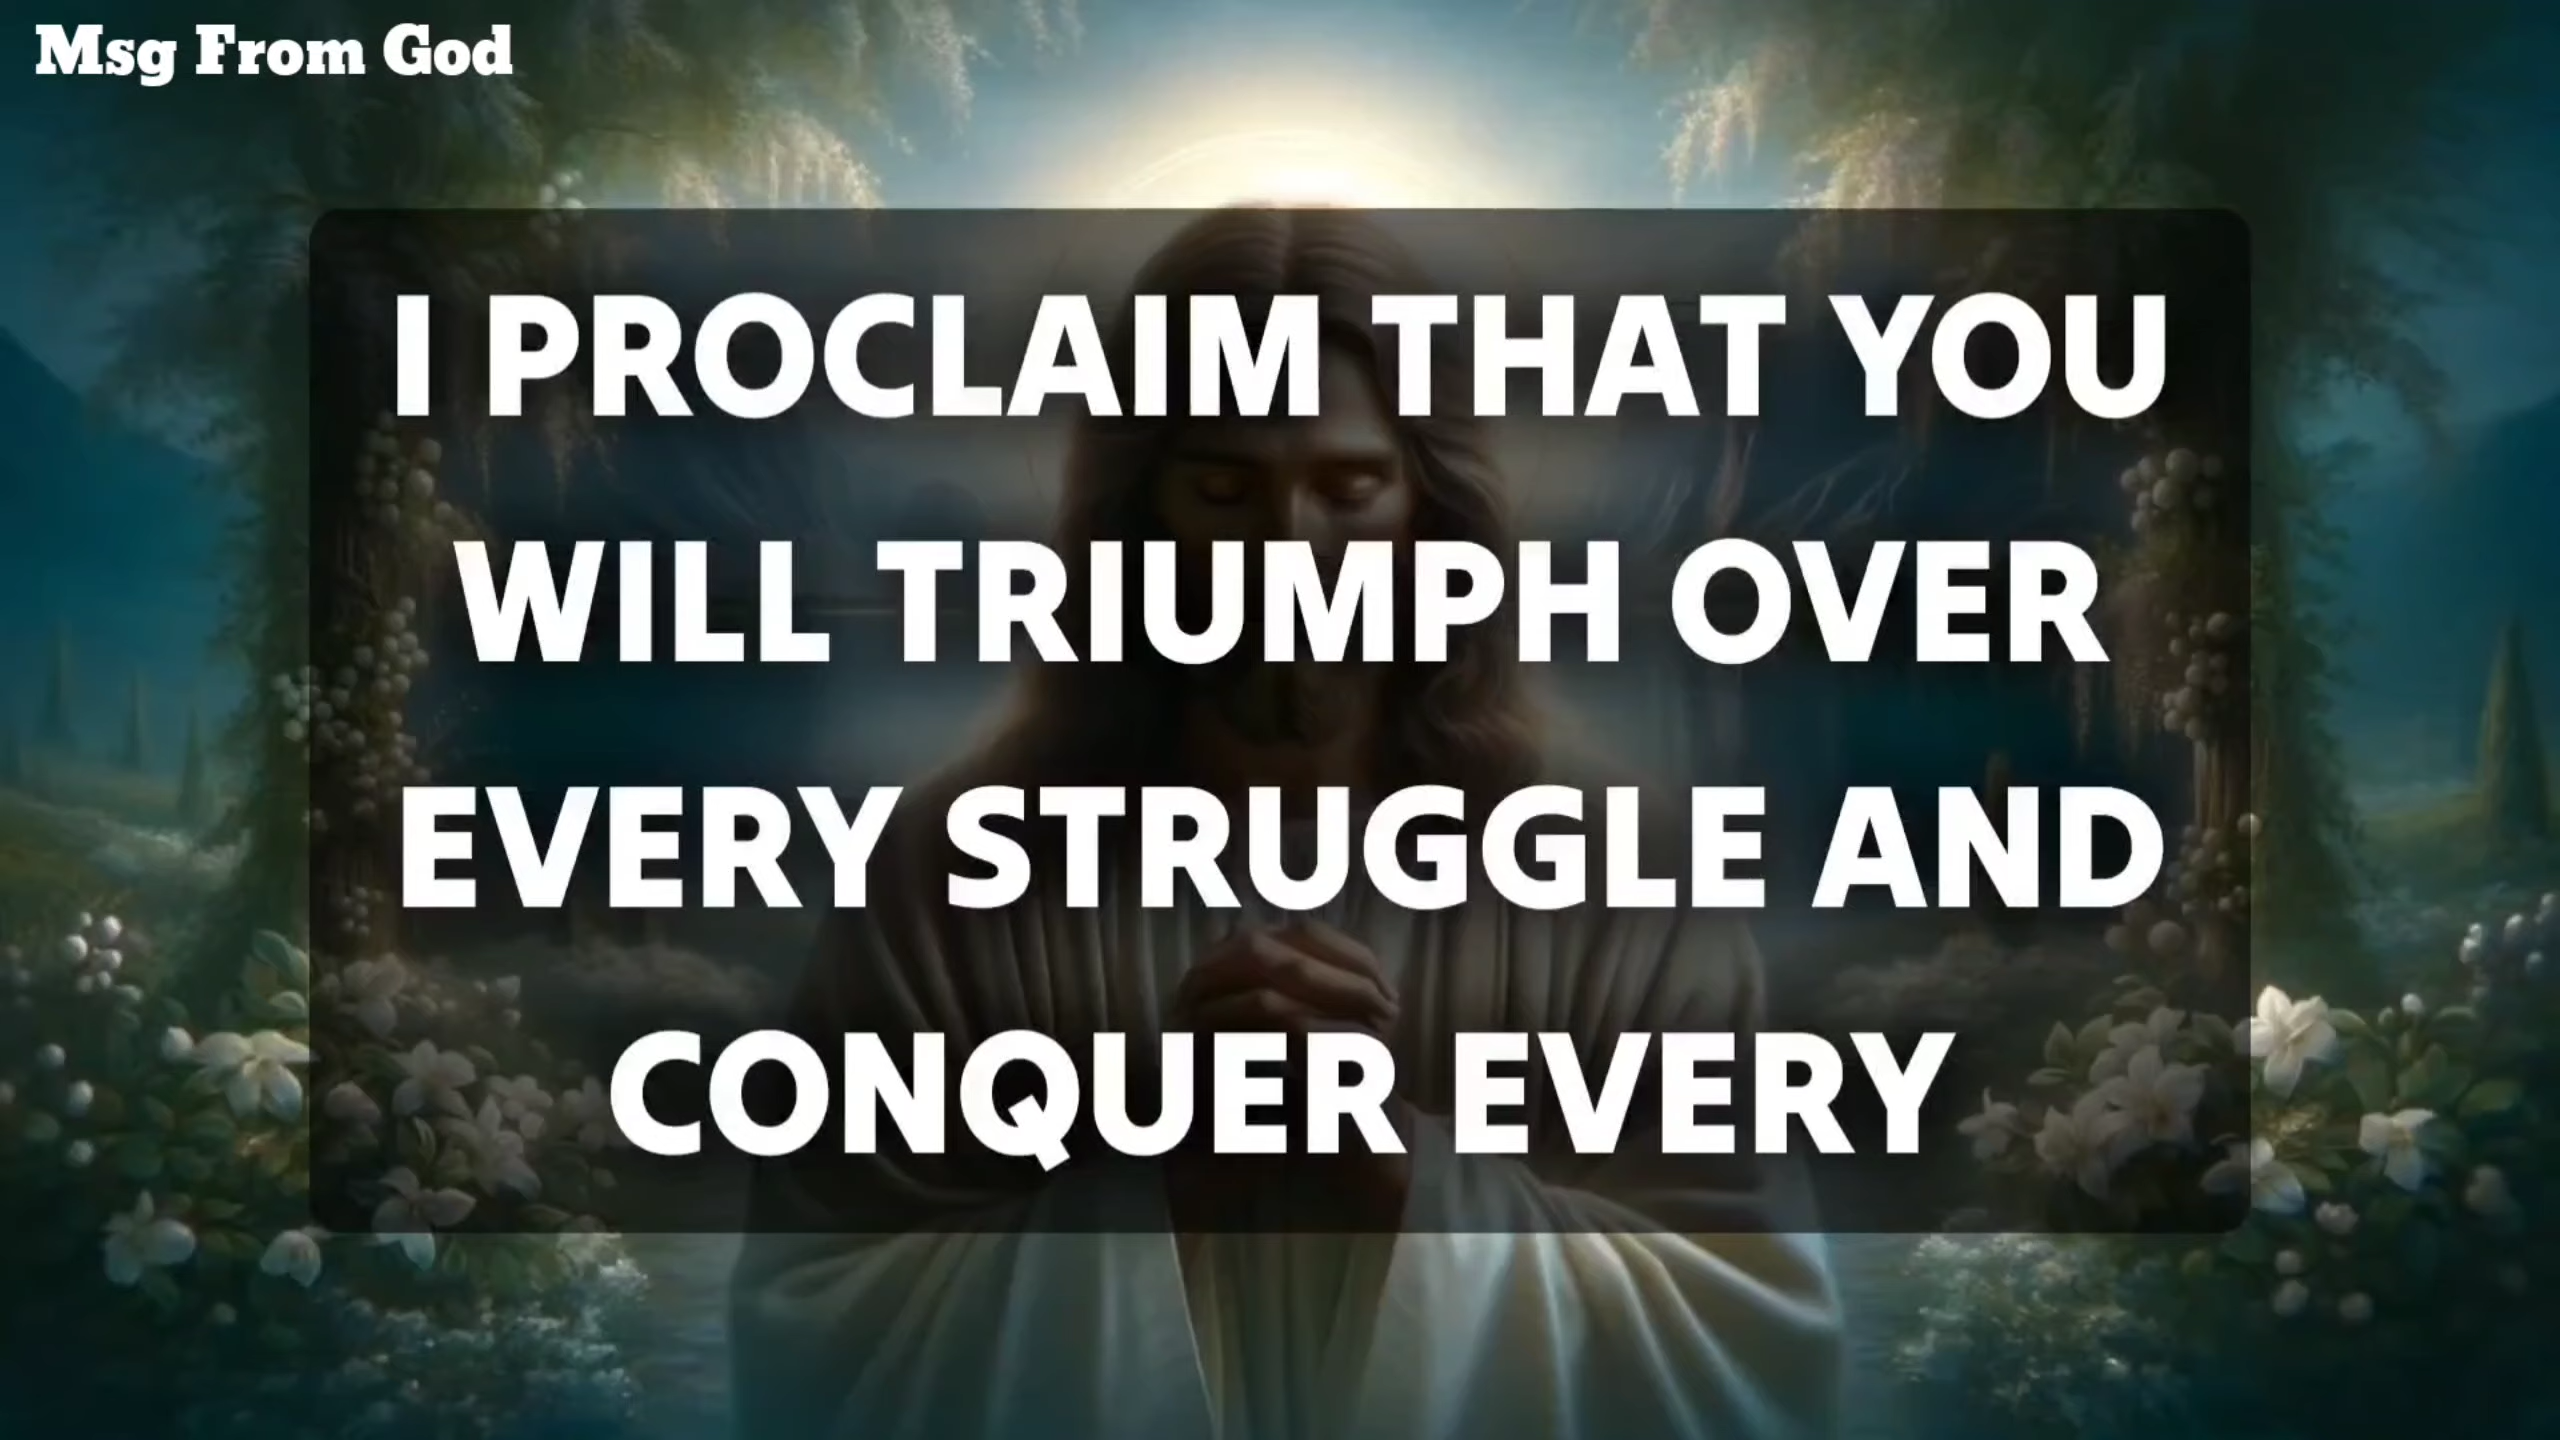 Msg From God
I PROCLAIM THAT YOU
WILL TRIUMPH OVER
EVERY STRUGGLE AND
CONQUER EVERY